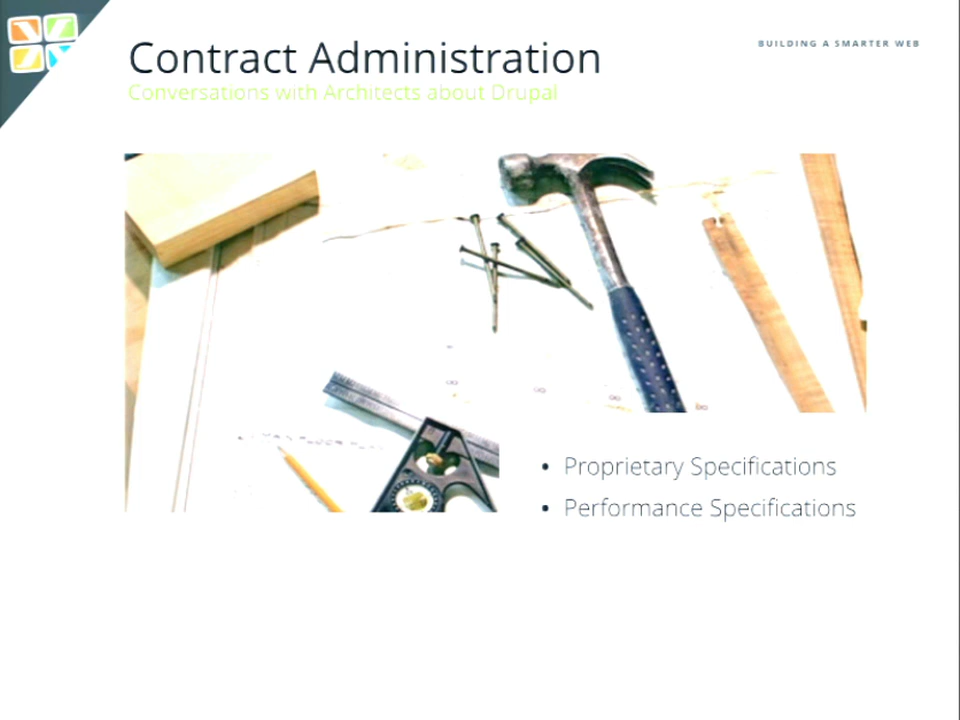 Contract Administration
BUILDING A SMARTER WEB
Conversations with Architects about Drupal
• Proprietary Specifications
• Performance Specifications